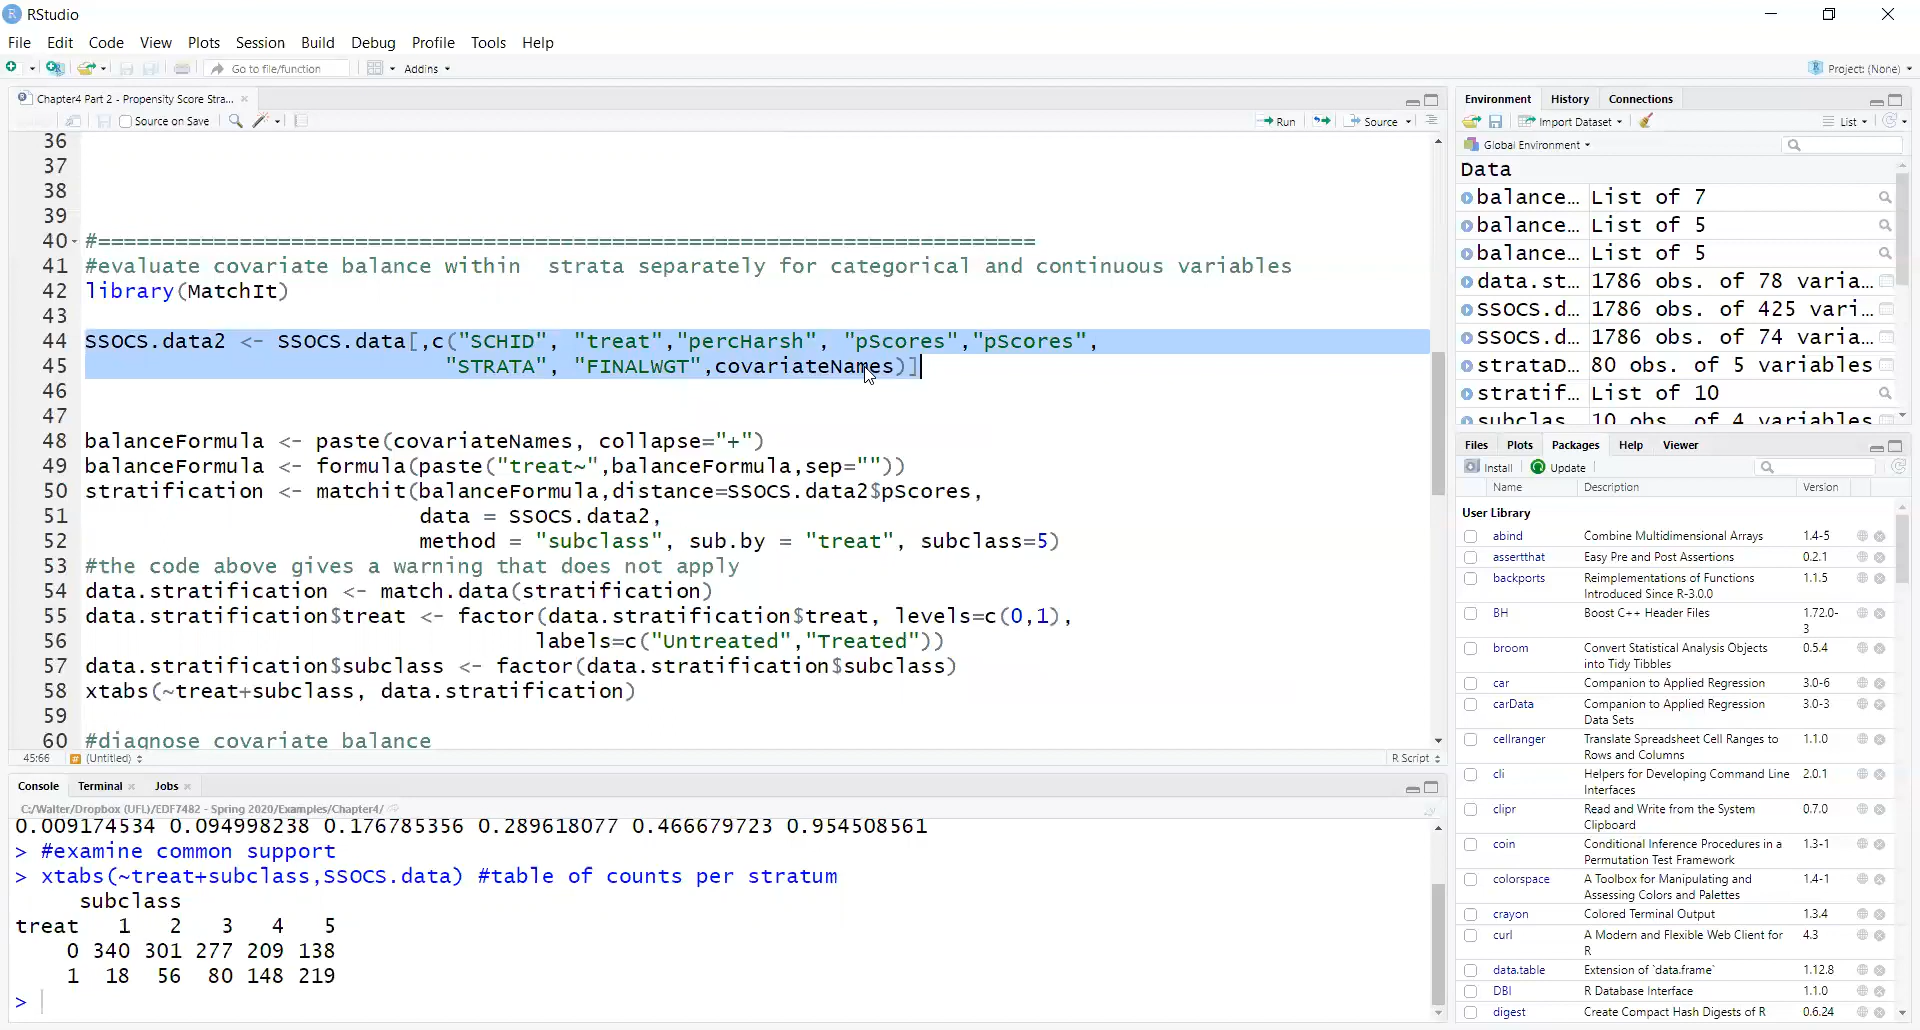 RStudio
File Edit Code View Plots Session Build Debug Profile Tools Help
Go to file/function Addins Project: (None)
Chapter4 Part 2 - Propensity Score Stra...
Source on Save Run Source
36
37
38
39
40 #=========================================================================
41 #evaluate covariate balance within  strata separately for categorical and continuous variables
42 library(MatchIt)
43
44 SSOCS.data2 <- SSOCS.data[,c("SCHID", "treat","percHarsh", "pScores","pScores",
45 "STRATA", "FINALWGT",covariateNames)]
46
47
48 balanceFormula <- paste(covariateNames, collapse="+")
49 balanceFormula <- formula(paste("treat~",balanceFormula,sep=""))
50 stratification <- matchit(balanceFormula,distance=SSOCS.data2$pScores,
51 data = SSOCS.data2,
52 method = "subclass", sub.by = "treat", subclass=5)
53 #the code above gives a warning that does not apply
54 data.stratification <- match.data(stratification)
55 data.stratification$treat <- factor(data.stratification$treat, levels=c(0,1),
56 labels=c("Untreated","Treated"))
57 data.stratification$subclass <- factor(data.stratification$subclass)
58 xtabs(~treat+subclass, data.stratification)
59
60 #diagnose covariate balance
45:66 # (Untitled) R Script
Console Terminal Jobs
C:/Walter/Dropbox (UFL)/EDF7482 - Spring 2020/Examples/Chapter4/
0.009174534 0.094998238 0.176785356 0.289618077 0.466679723 0.954508561
> #examine common support
> xtabs(~treat+subclass,SSOCS.data) #table of counts per stratum
subclass
treat 1 2 3 4 5
0 340 301 277 209 138
1 18 56 80 148 219
>
Environment History Connections
Import Dataset List
Global Environment
Data
balance... List of 7
balance... List of 5
balance... List of 5
data.st... 1786 obs. of 78 varia...
SSOCS.d... 1786 obs. of 425 vari...
SSOCS.d... 1786 obs. of 74 varia...
strataD... 80 obs. of 5 variables
stratif... List of 10
subclas... 10 obs. of 4 variables
Files Plots Packages Help Viewer
Install Update
Name Description Version
User Library
abind Combine Multidimensional Arrays 1.4-5
assertthat Easy Pre and Post Assertions 0.2.1
backports Reimplementations of Functions 1.1.5
Introduced Since R-3.0.0
BH Boost C++ Header Files 1.72.0-
3
broom Convert Statistical Analysis Objects 0.5.4
into Tidy Tibbles
car Companion to Applied Regression 3.0-6
carData Companion to Applied Regression 3.0-3
Data Sets
cellranger Translate Spreadsheet Cell Ranges to 1.1.0
Rows and Columns
cli Helpers for Developing Command Line 2.0.1
Interfaces
clipr Read and Write from the System 0.7.0
Clipboard
coin Conditional Inference Procedures in a 1.3-1
Permutation Test Framework
colorspace A Toolbox for Manipulating and 1.4-1
Assessing Colors and Palettes
crayon Colored Terminal Output 1.3.4
curl A Modern and Flexible Web Client for 4.3
R
data.table Extension of `data.frame` 1.12.8
DBI R Database Interface 1.1.0
digest Create Compact Hash Digests of R 0.6.24